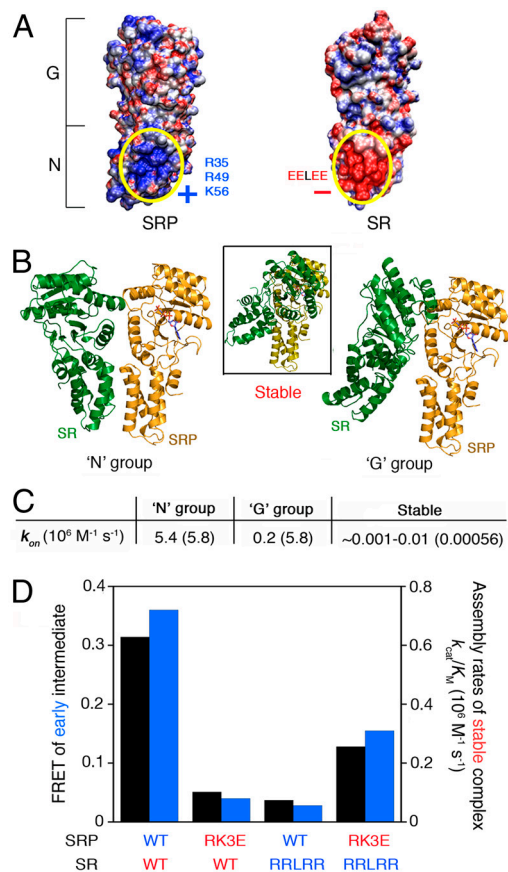 A
G
N
R35
R49
K56
+
EELEE
−
SRP
SR
B
Stable
SR
SRP
SR
SRP
'N' group
'G' group
C
'N' group
'G' group
Stable
kon (10⁶ M⁻¹ s⁻¹)
5.4 (5.8)
0.2 (5.8)
~0.001-0.01 (0.00056)
D
FRET of early intermediate
0.4
0.3
0.2
0.1
0
0.8
0.6
0.4
0.2
0
Assembly rates of stable complex
kcat/KM (10⁶ M⁻¹ s⁻¹)
SRP WT RK3E WT RK3E
SR WT WT RRLRR RRLRR